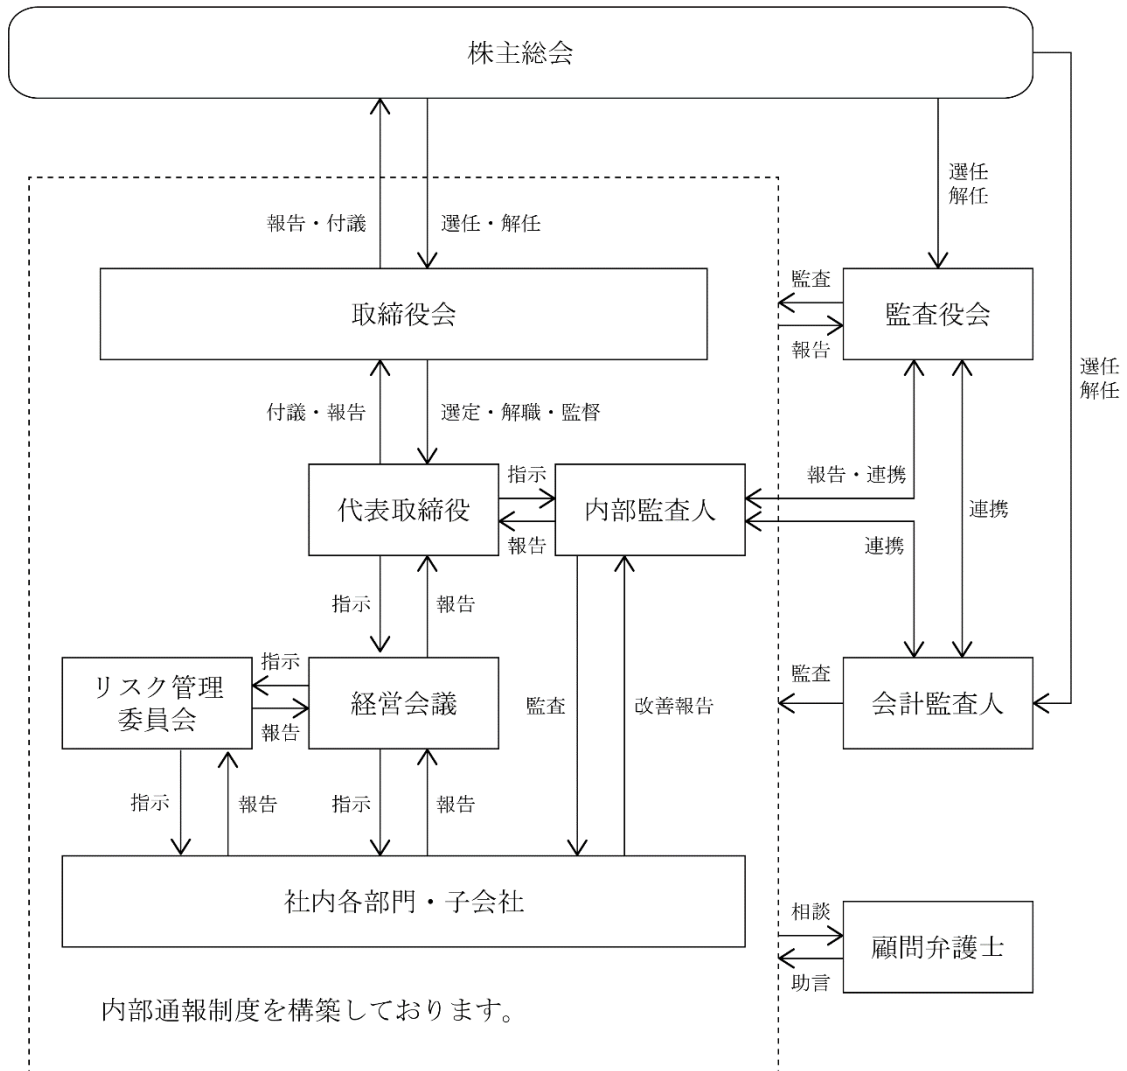 株主総会
選任
解任
報告・付議
選任・解任
取締役会
監査
報告
監査役会
選任
解任
付議・報告
選定・解職・監督
代表取締役
指示
報告
内部監査人
報告・連携
連携
連携
指示
報告
リスク管理
委員会
指示
報告
経営会議
監査
改善報告
監査
会計監査人
指示
報告
指示
報告
社内各部門・子会社
相談
助言
顧問弁護士
内部通報制度を構築しております。